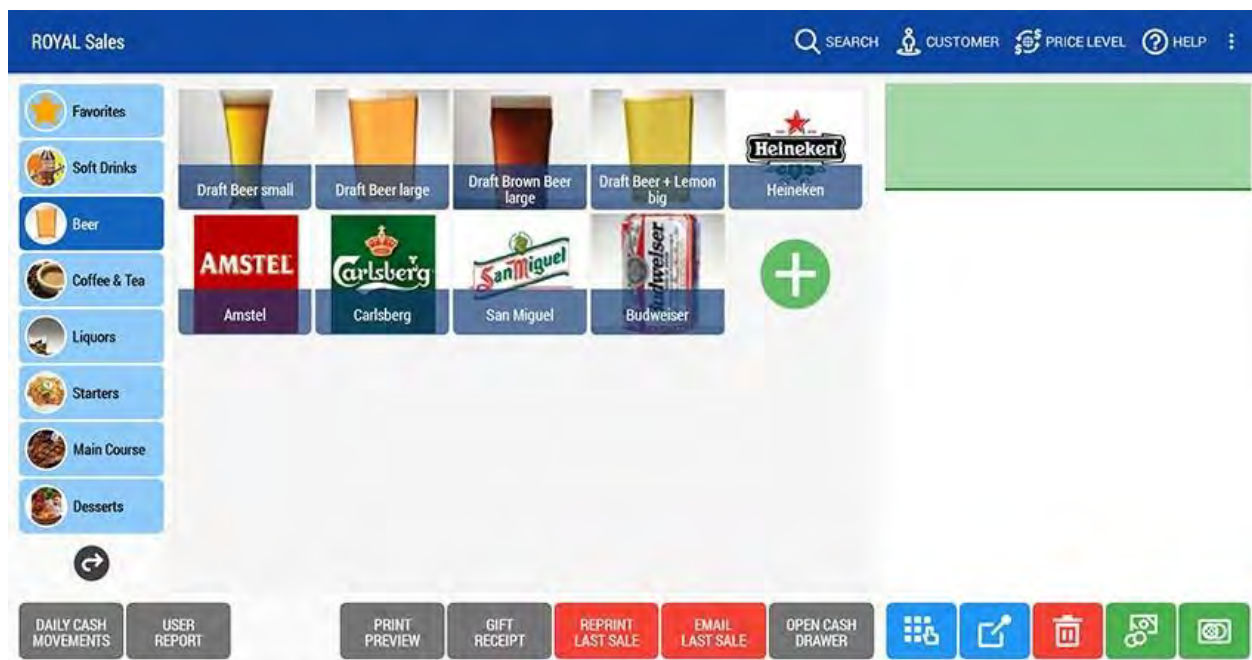 ROYAL Sales
SEARCH
CUSTOMER
PRICE LEVEL
HELP
Favorites
Soft Drinks
Beer
Coffee & Tea
Liquors
Starters
Main Course
Desserts
Draft Beer small
Draft Beer large
Draft Brown Beer
large
Draft Beer + Lemon
big
Heineken
Heineken
AMSTEL
Amstel
Carlsberg
Carlsberg
San Miguel
San Miguel
Budweiser
Budweiser
DAILY CASH
MOVEMENTS
USER
REPORT
PRINT
PREVIEW
GIFT
RECEIPT
REPRINT
LAST SALE
EMAIL
LAST SALE
OPEN CASH
DRAWER